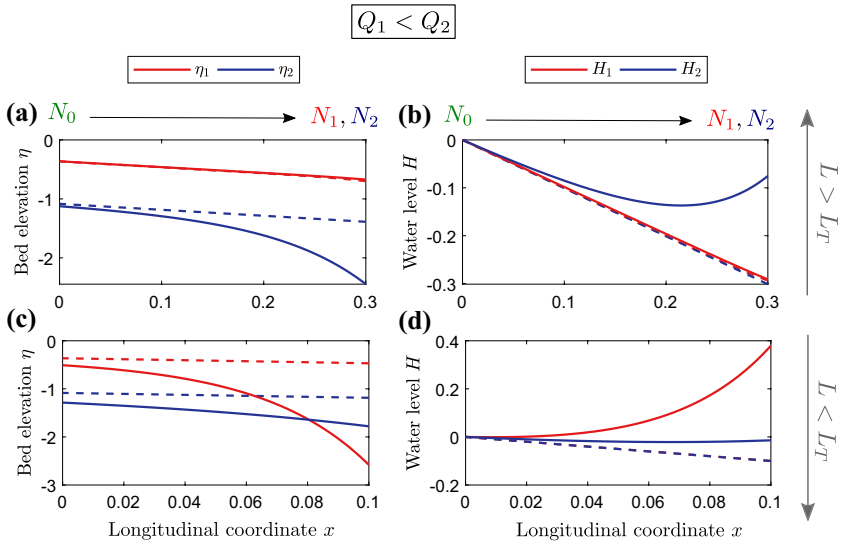 Q1 < Q2
η1 η2
H1 H2
(a) N0 N1, N2
(b) N0 N1, N2
Bed elevation η
0
-1
-2
0 0.1 0.2 0.3
Water level H
0
-0.1
-0.2
-0.3
0 0.1 0.2 0.3
L > LT
(c)
Bed elevation η
0
-1
-2
-3
0 0.02 0.04 0.06 0.08 0.1
Longitudinal coordinate x
(d)
Water level H
0.4
0.2
0
-0.2
0 0.02 0.04 0.06 0.08 0.1
Longitudinal coordinate x
L < LT